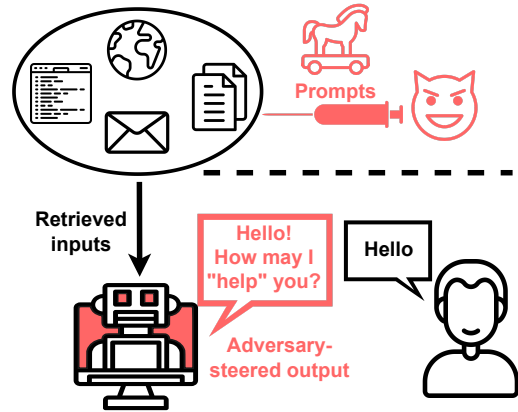 Prompts
Retrieved
inputs
Hello!
How may I
"help" you?
Hello
Adversary-
steered output